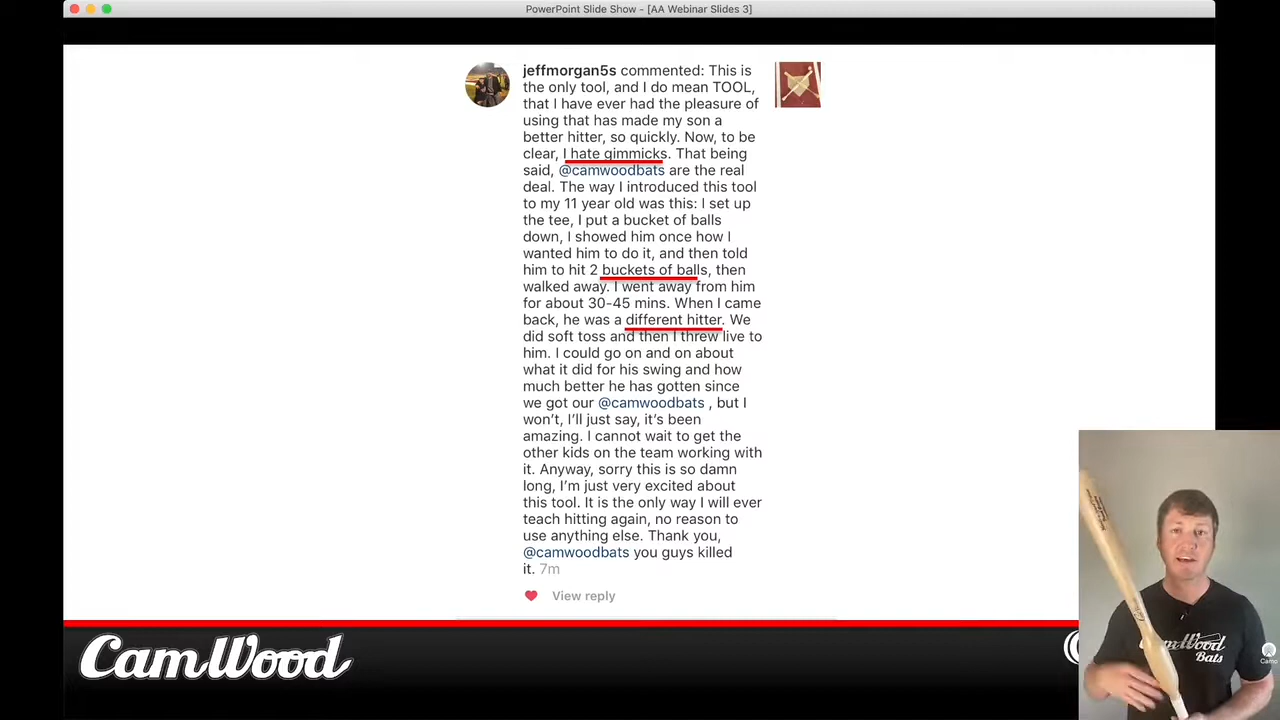 PowerPoint Slide Show - [AA Webinar Slides 3]
jeffmorgan5s commented: This is
the only tool, and I do mean TOOL,
that I have ever had the pleasure of
using that has made my son a
better hitter, so quickly. Now, to be
clear, I hate gimmicks. That being
said, @camwoodbats are the real
deal. The way I introduced this tool
to my 11 year old was this: I set up
the tee, I put a bucket of balls
down, I showed him once how I
wanted him to do it, and then told
him to hit 2 buckets of balls, then
walked away. I went away from him
for about 30-45 mins. When I came
back, he was a different hitter. We
did soft toss and then I threw live to
him. I could go on and on about
what it did for his swing and how
much better he has gotten since
we got our @camwoodbats , but I
won't, I'll just say, it's been
amazing. I cannot wait to get the
other kids on the team working with
it. Anyway, sorry this is so damn
long, I'm just very excited about
this tool. It is the only way I will ever
teach hitting again, no reason to
use anything else. Thank you,
@camwoodbats you guys killed
it. 7m
View reply
CamWood
CamWood
Bats